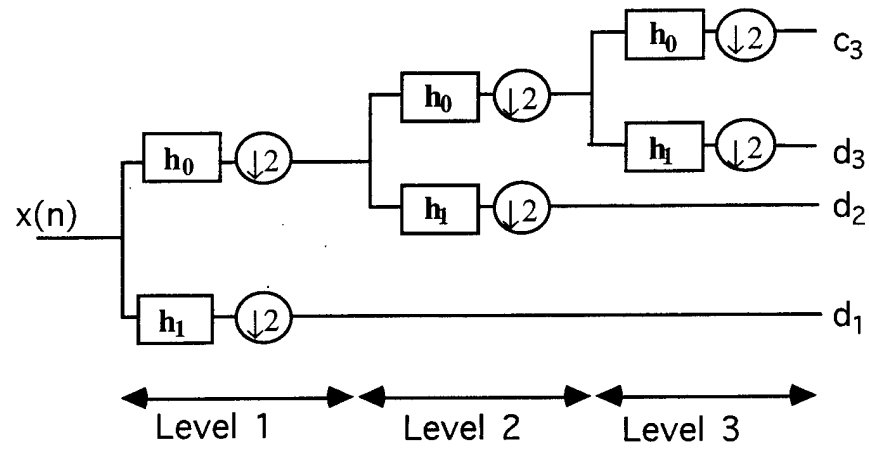 h0 ↓2 c3
h0 ↓2
h1 ↓2 d3
h0 ↓2
h1 ↓2 d2
x(n)
h1 ↓2 d1
Level 1 Level 2 Level 3